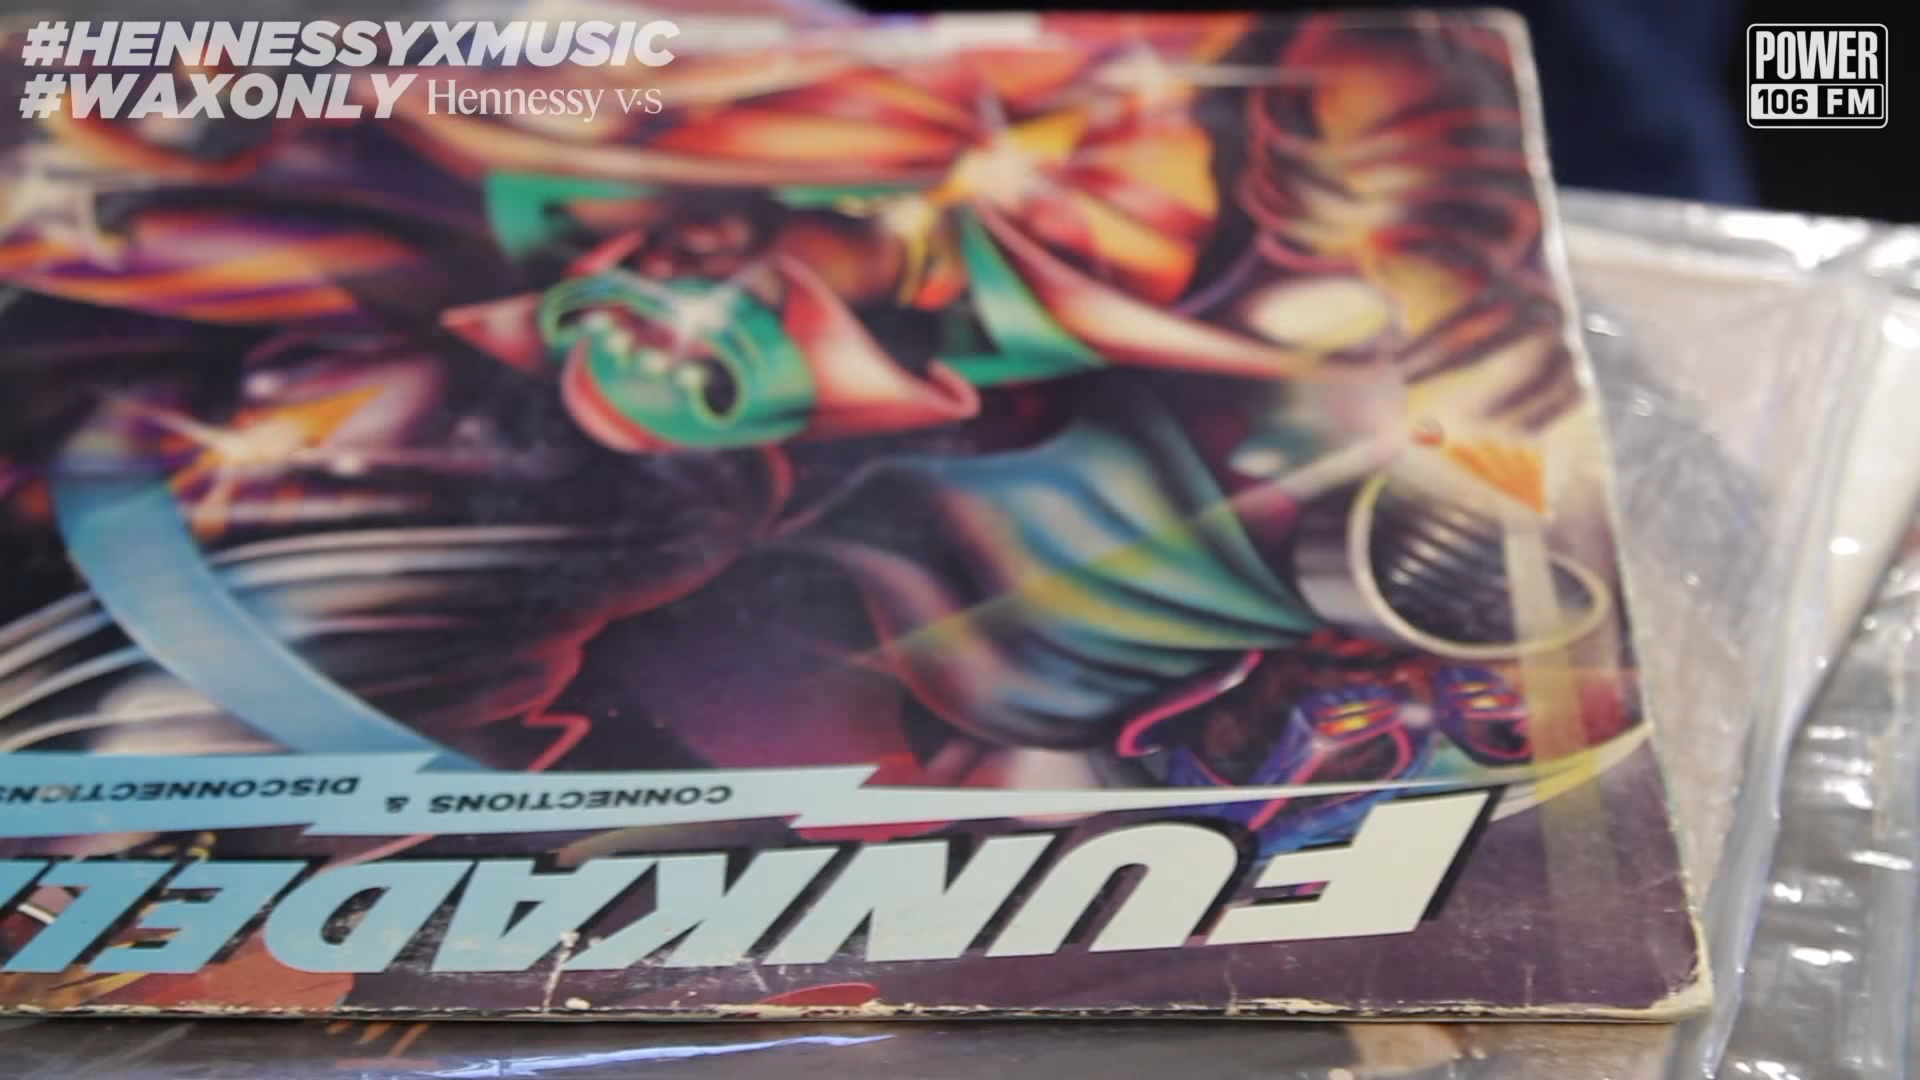 #HENNESSYXMUSIC
#WAXONLY Hennessy V·S
POWER
106 FM
CONNECTIONS & DISCONNECTIONS
FUNKADEL